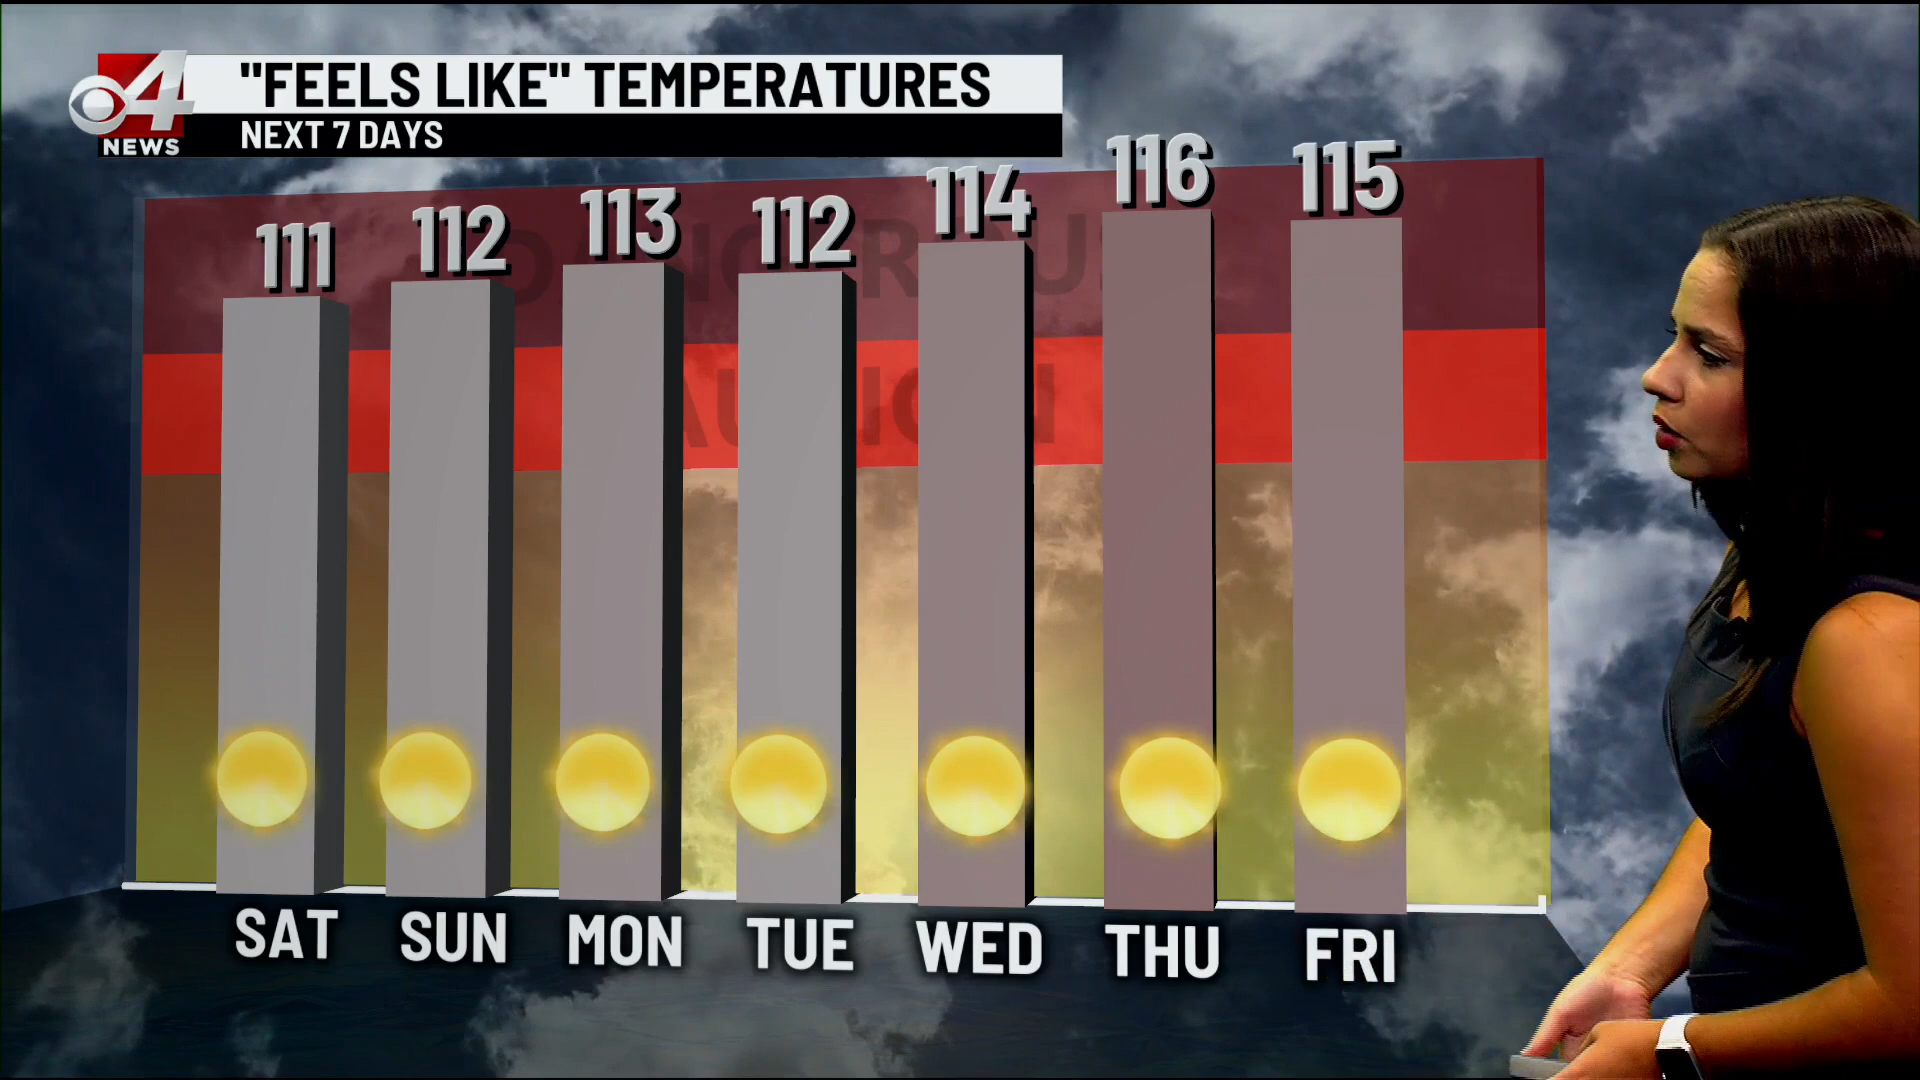 4
NEWS
"FEELS LIKE" TEMPERATURES
NEXT 7 DAYS
111 112 113 112 114 116 115
SAT SUN MON TUE WED THU FRI